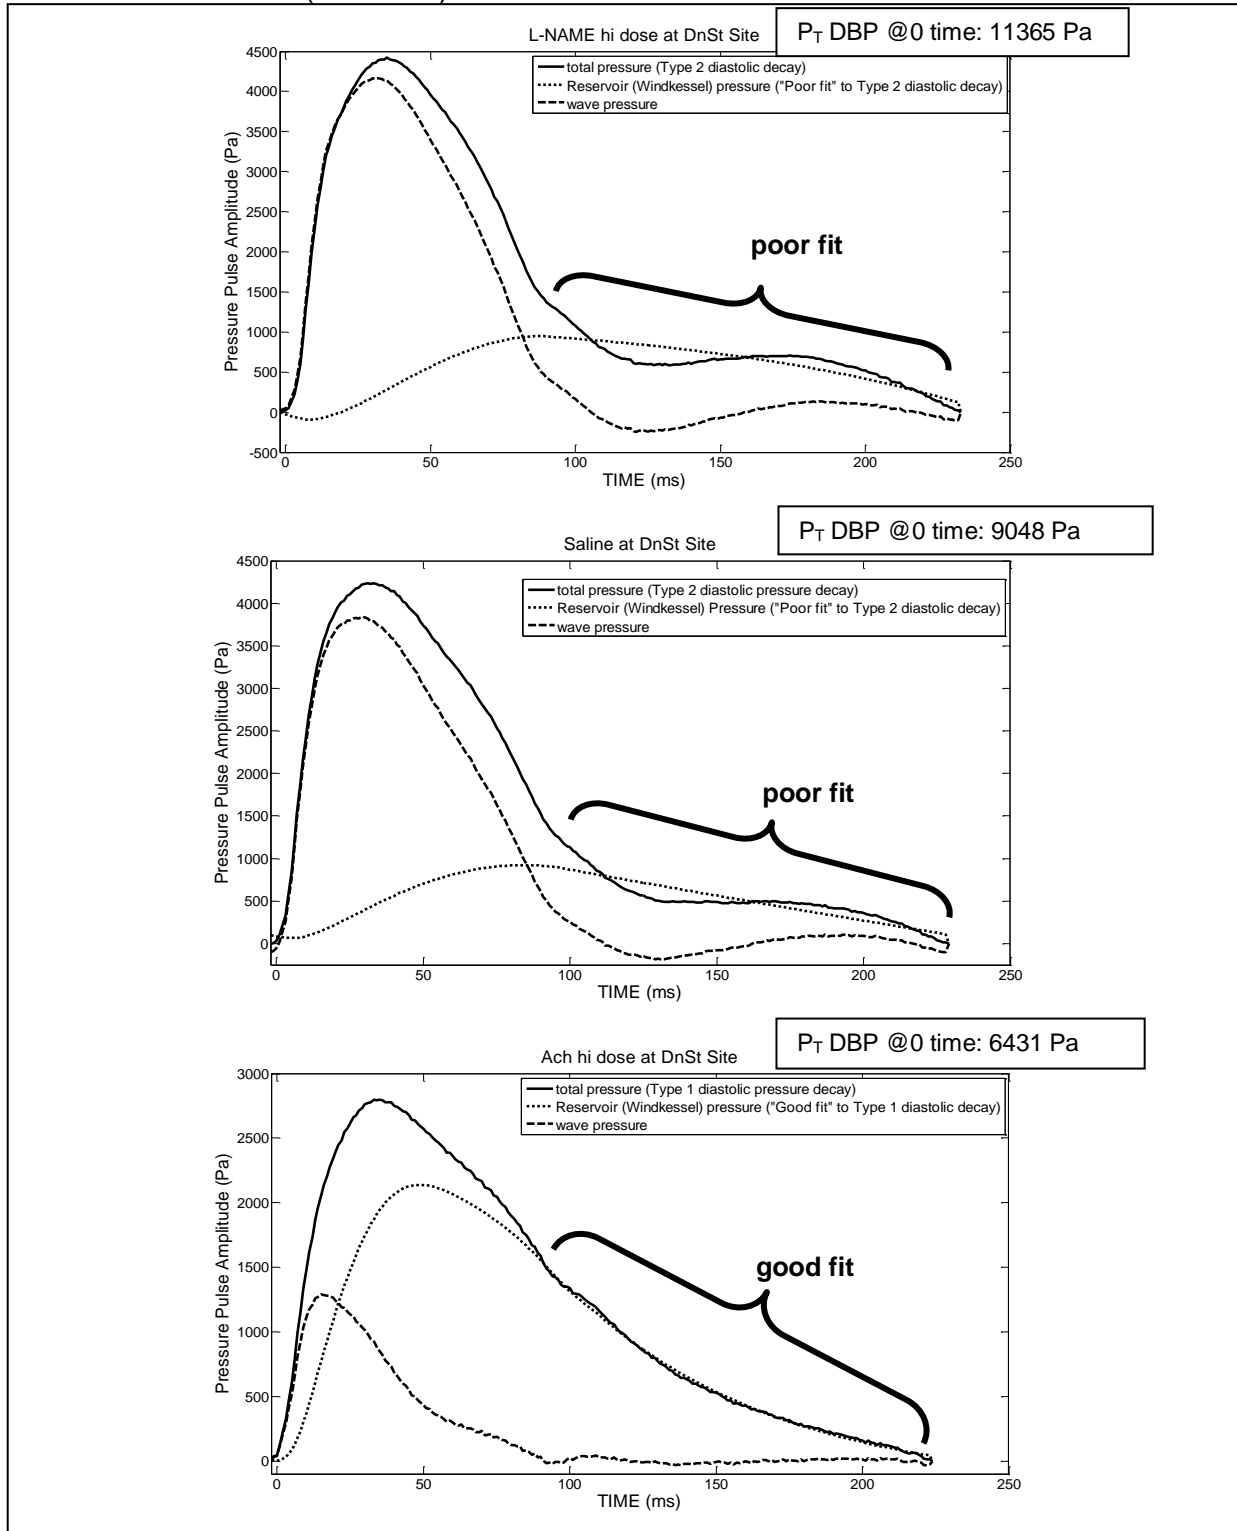 L-NAME hi dose at DnSt Site
P_T DBP @0 time: 11365 Pa
total pressure (Type 2 diastolic decay)
Reservoir (Windkessel) pressure ("Poor fit" to Type 2 diastolic decay)
wave pressure
Pressure Pulse Amplitude (Pa)
4500
4000
3500
3000
2500
2000
1500
1000
500
0
-500
poor fit
0 50 100 150 200 250
TIME (ms)
Saline at DnSt Site
P_T DBP @0 time: 9048 Pa
total pressure (Type 2 diastolic pressure decay)
Reservoir (Windkessel) Pressure ("Poor fit" to Type 2 diastolic decay)
wave pressure
Pressure Pulse Amplitude (Pa)
4500
4000
3500
3000
2500
2000
1500
1000
500
0
poor fit
0 50 100 150 200 250
TIME (ms)
Ach hi dose at DnSt Site
P_T DBP @0 time: 6431 Pa
total pressure (Type 1 diastolic pressure decay)
Reservoir (Windkessel) pressure ("Good fit" to Type 1 diastolic decay)
wave pressure
Pressure Pulse Amplitude (Pa)
3000
2500
2000
1500
1000
500
0
good fit
0 50 100 150 200 250
TIME (ms)